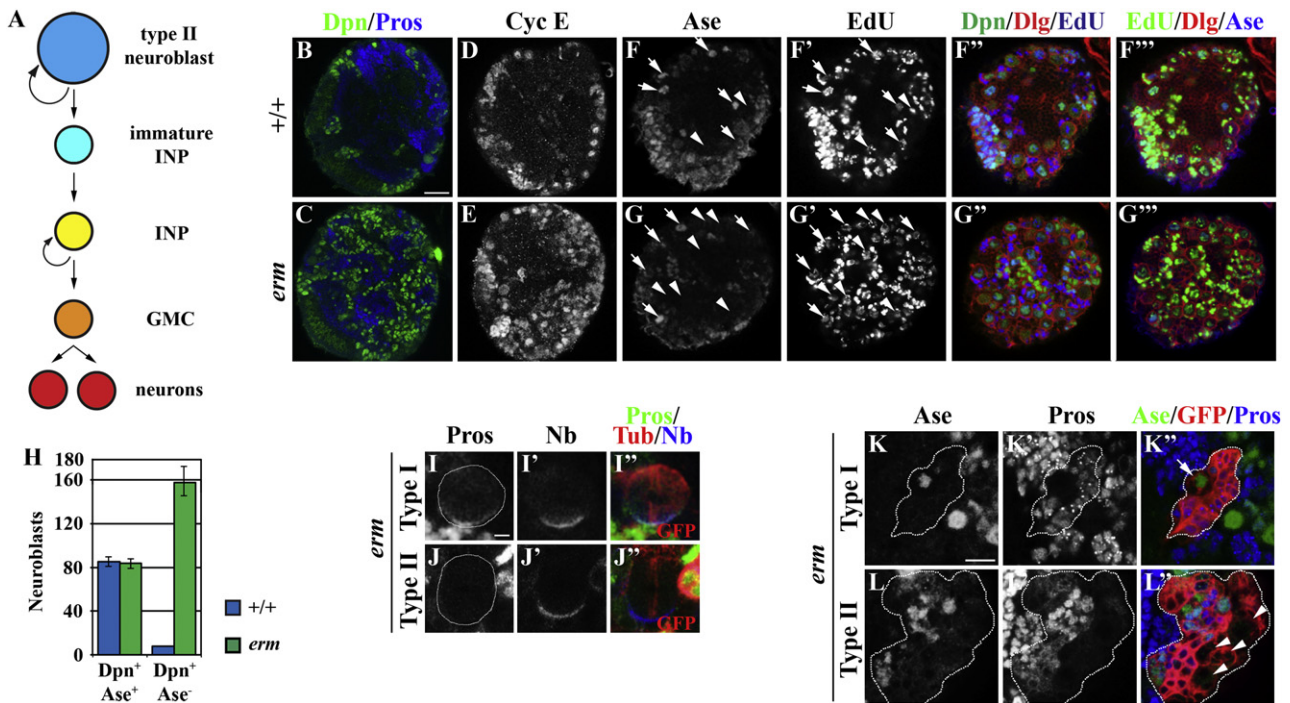 A
type II
neuroblast
immature
INP
INP
GMC
neurons
Dpn/Pros
Cyc E
Ase
EdU
Dpn/Dlg/EdU
EdU/Dlg/Ase
+/+
B
D
F
F'
F''
F''''
erm
C
E
G
G'
G''
G'''
H
Neuroblasts
180
160
120
80
40
0
Dpn+
Ase+
Dpn+
Ase-
+/+
erm
Pros
Nb
Pros/
Tub/Nb
erm
Type I
I
I'
I''
GFP
Type II
J
J'
J''
GFP
Ase
Pros
Ase/GFP/Pros
erm
Type I
K
K'
K''
Type II
L
L'
L''